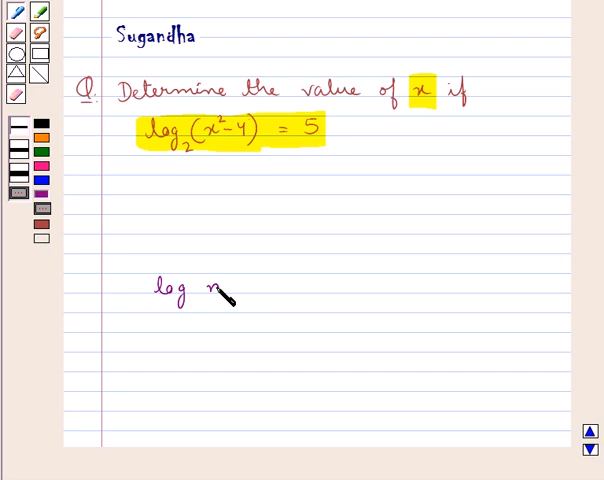 Sugandha
Q. Determine the value of x if
log₂(x²-4) = 5
log n